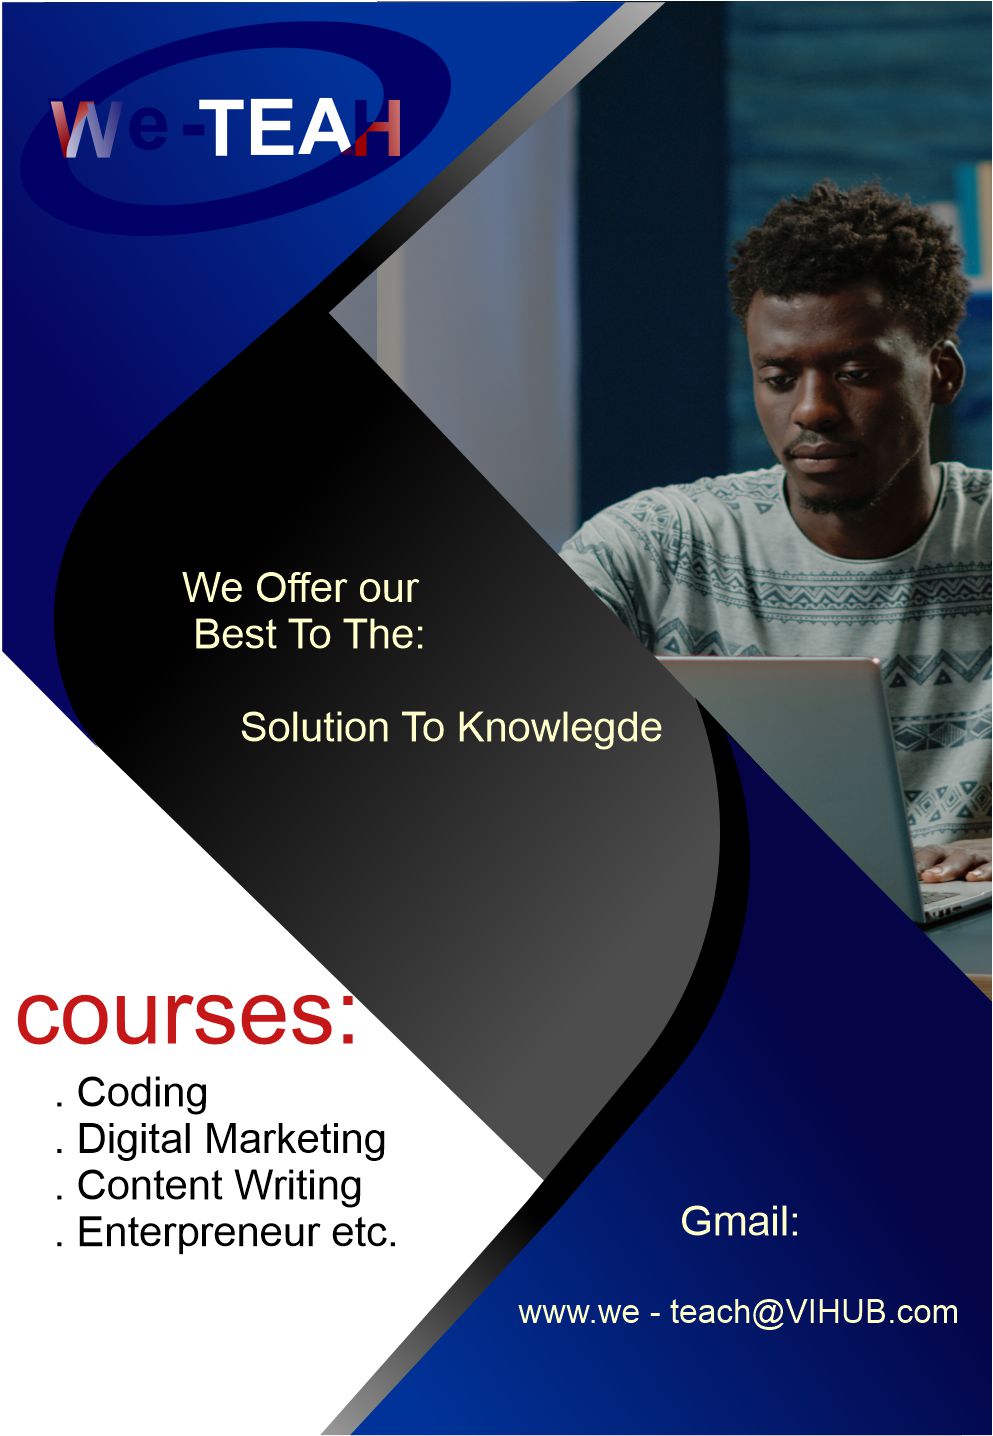 We-TEAH
We Offer our
Best To The:
Solution To Knowlegde
courses:
. Coding
. Digital Marketing
. Content Writing
. Enterpreneur etc.
Gmail:
www.we - teach@VIHUB.com